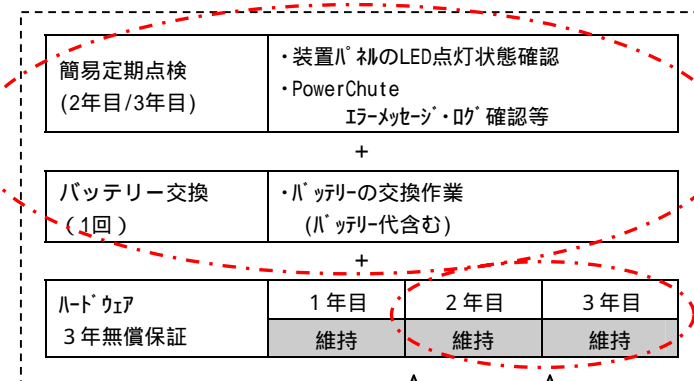 簡易定期点検
(2年目/3年目)
・装置ﾊﾟﾈﾙのLED点灯状態確認
・PowerChute
ｴﾗｰﾒｯｾｰｼﾞ・ﾛｸﾞ確認等
+
バッテリー交換
(1回)
・ﾊﾞｯﾃﾘｰの交換作業
(ﾊﾞｯﾃﾘｰ代含む)
+
ﾊｰﾄﾞｳｪｱ
３年無償保証
１年目 ２年目 ３年目
維持 維持 維持